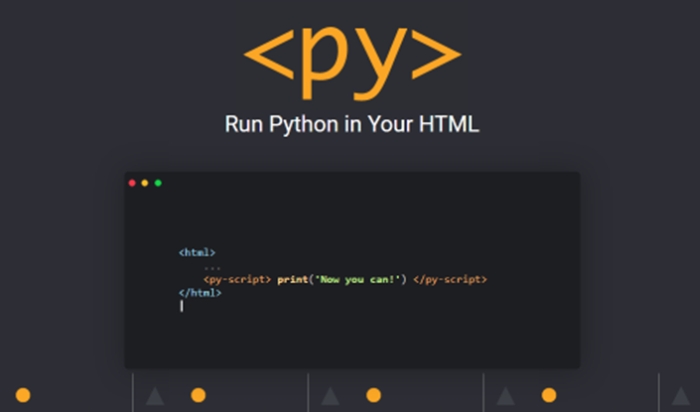 <py>
Run Python in Your HTML
<html>
...
<py-script> print('Now you can!') </py-script>
</html>